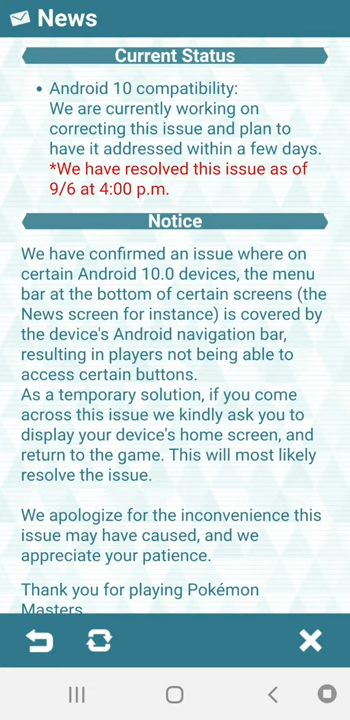 News
Current Status
• Android 10 compatibility:
We are currently working on
correcting this issue and plan to
have it addressed within a few days.
*We have resolved this issue as of
9/6 at 4:00 p.m.
Notice
We have confirmed an issue where on
certain Android 10.0 devices, the menu
bar at the bottom of certain screens (the
News screen for instance) is covered by
the device's Android navigation bar,
resulting in players not being able to
access certain buttons.
As a temporary solution, if you come
across this issue we kindly ask you to
display your device's home screen, and
return to the game. This will most likely
resolve the issue.
We apologize for the inconvenience this
issue may have caused, and we
appreciate your patience.
Thank you for playing Pokémon
Masters